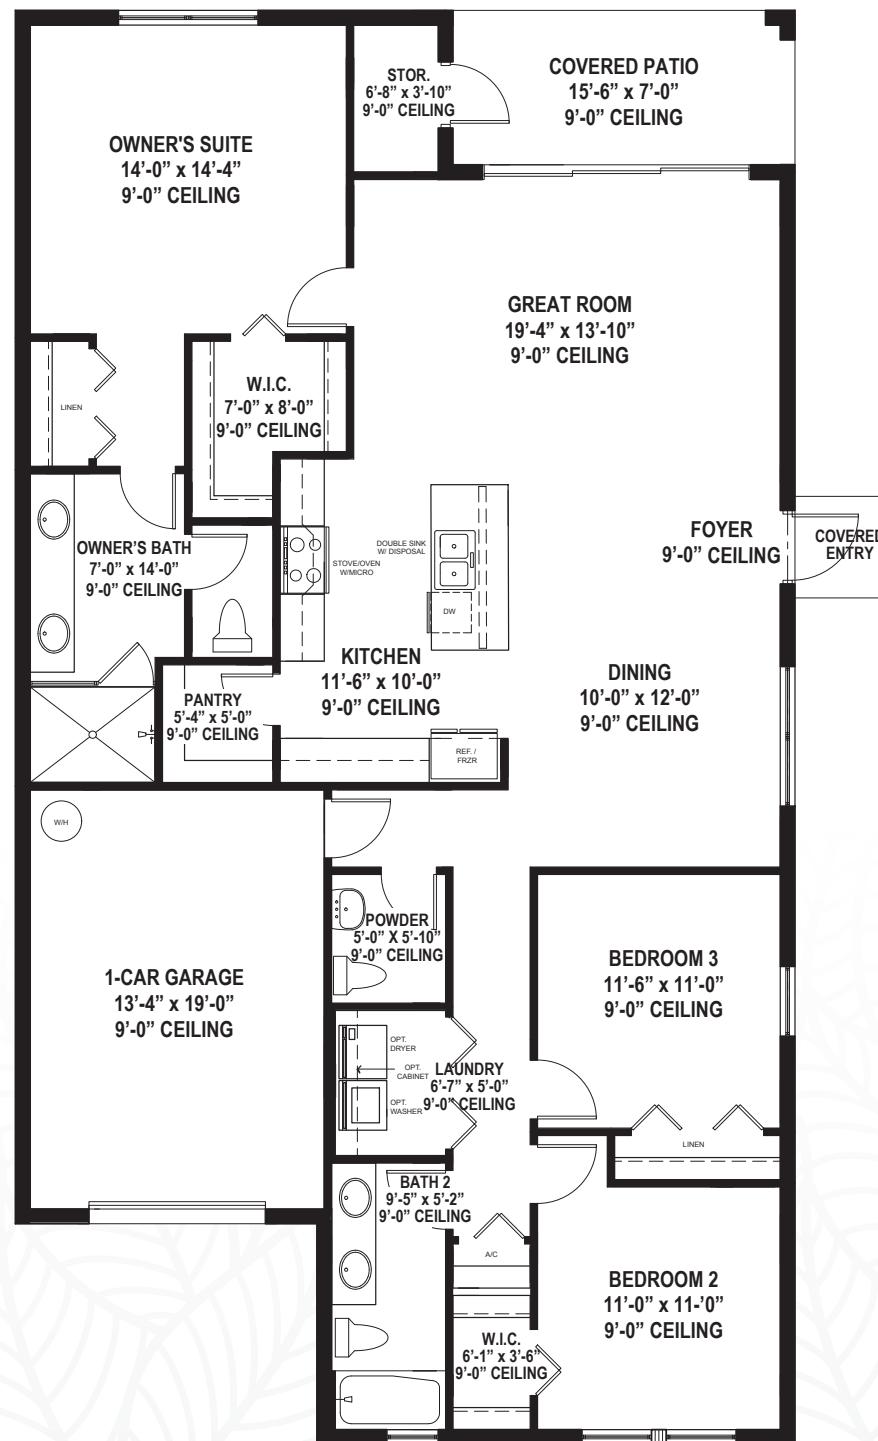 STOR.
6'-8” x 3'-10”
9'-0” CEILING
COVERED PATIO
15’-6” x 7’-0”
9’-0” CEILING
OWNER'S SUITE
14’-0” x 14’-4”
9’-0” CEILING
GREAT ROOM
19’-4” x 13’-10”
9’-0” CEILING
LINEN
W.I.C.
7’-0” x 8’-0”
9’-0” CEILING
OWNER’S BATH
7’-0” x 14’-0”
9’-0” CEILING
STOVE/OVEN
W/MICRO
DOUBLE SINK
W/ DISPOSAL
DW
FOYER
9’-0” CEILING
COVERED
ENTRY
KITCHEN
11’-6” x 10’-0”
9’-0” CEILING
DINING
10’-0” x 12’-0”
9’-0” CEILING
PANTRY
5’-4” x 5’-0”
9’-0” CEILING
REF. /
FRZR
W/H
POWDER
5’-0” X 5’-10”
9’-0” CEILING
1-CAR GARAGE
13’-4” x 19’-0”
9’-0” CEILING
BEDROOM 3
11’-6” x 11’-0”
9’-0” CEILING
OPT.
DRYER
OPT.
CABINET
OPT.
WASHER
LAUNDRY
6’-7” x 5’-0”
9’-0” CEILING
LINEN
BATH 2
9’-5” x 5’-2”
9’-0” CEILING
A/C
BEDROOM 2
11’-0” x 11-’0”
9’-0” CEILING
W.I.C.
6’-1” x 3’-6”
9’-0” CEILING